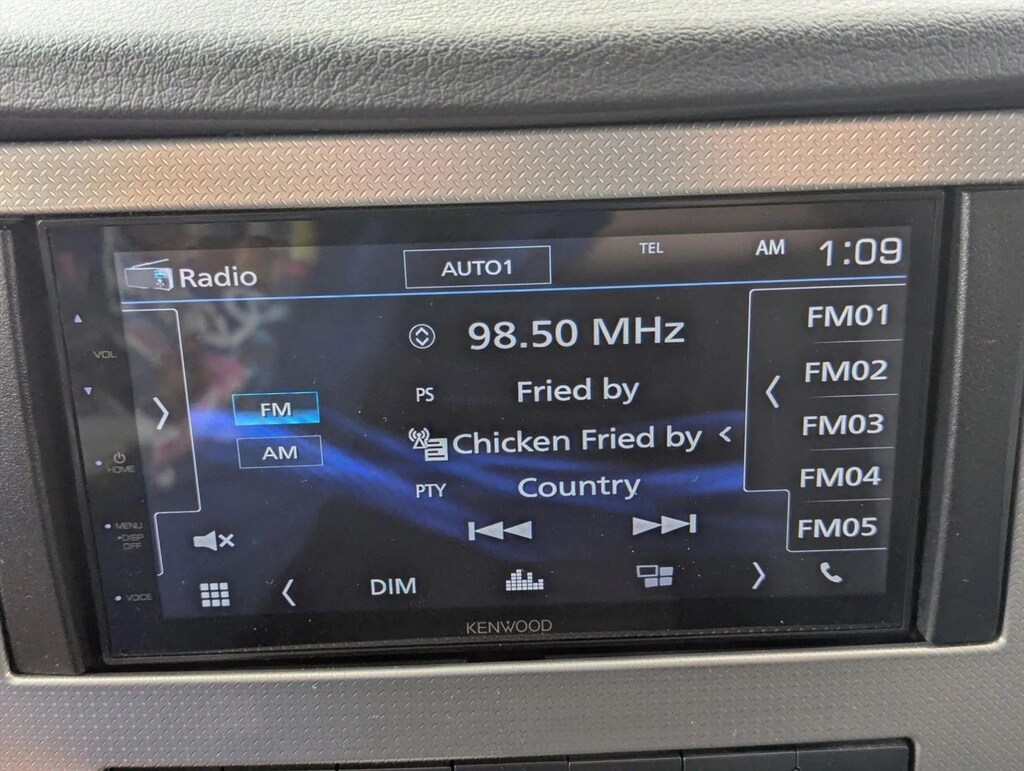 Radio
AUTO1
TEL
AM 1:09
VOL
98.50 MHz
FM
AM
PS Fried by
Chicken Fried by <
PTY Country
FM01
FM02
FM03
FM04
FM05
HOME
MENU
•DISP
OFF
VOICE
DIM
KENWOOD